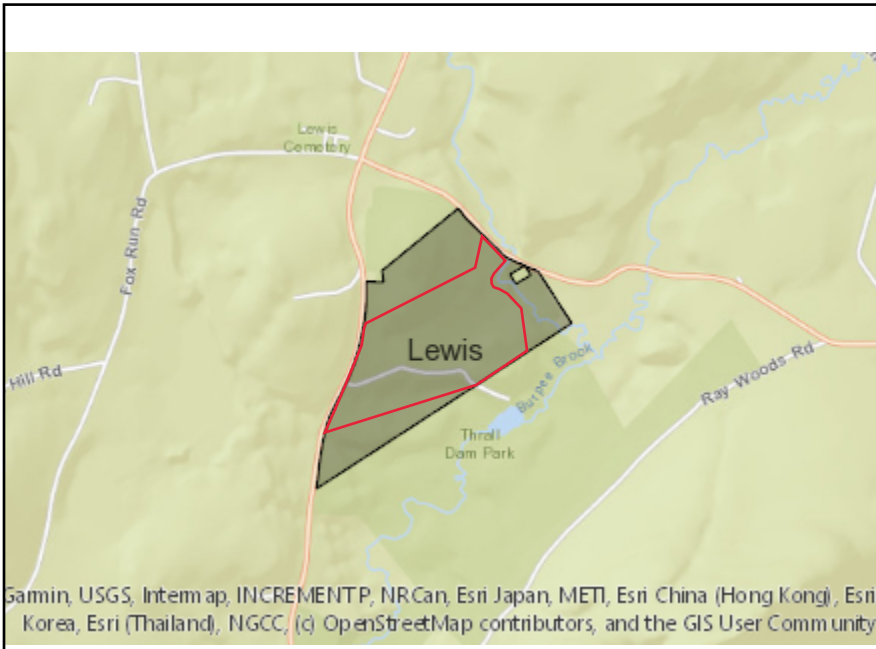 Lewis
Cemetery
Fox Run Rd
Hill Rd
Lewis
Burpee Brook
Ray Woods Rd
Thrall
Dam Park
Garmin, USGS, Intermap, INCREMENT P, NRCan, Esri Japan, METI, Esri China (Hong Kong), Esri
Korea, Esri (Thailand), NGCC, (c) OpenStreetMap contributors, and the GIS User Community